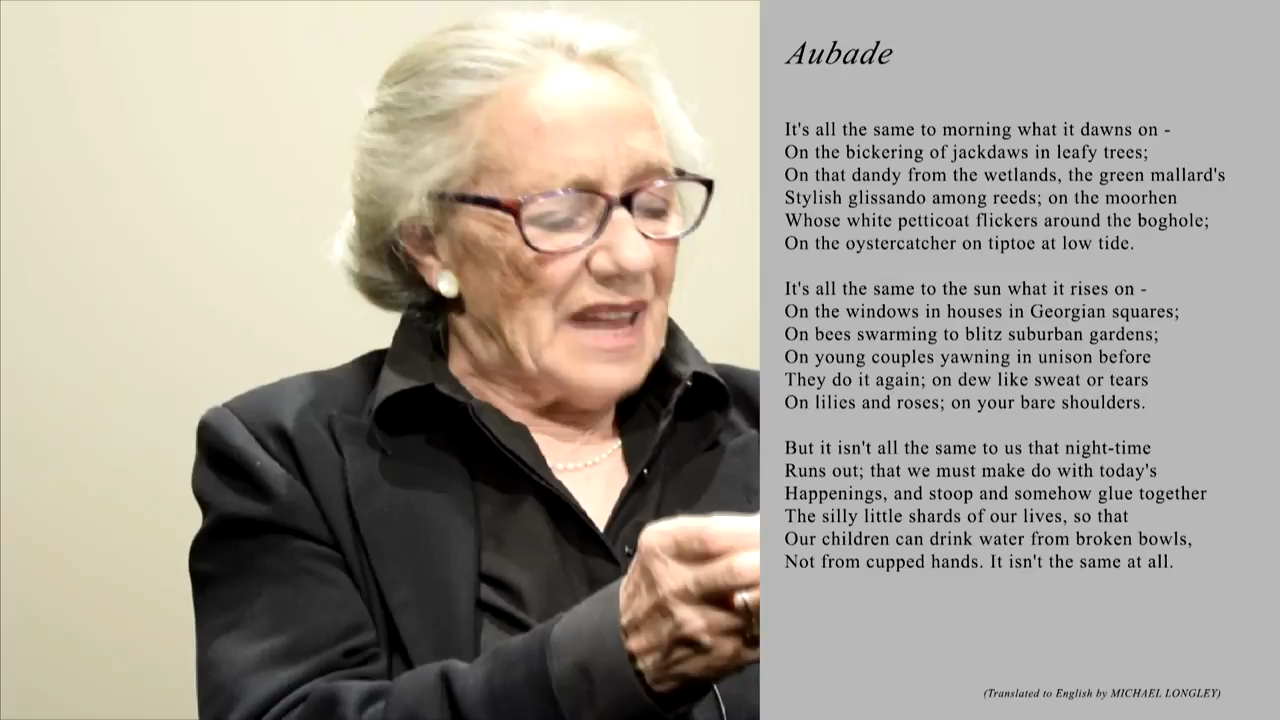 Aubade
It's all the same to morning what it dawns on -
On the bickering of jackdaws in leafy trees;
On that dandy from the wetlands, the green mallard's
Stylish glissando among reeds; on the moorhen
Whose white petticoat flickers around the boghole;
On the oystercatcher on tiptoe at low tide.
It's all the same to the sun what it rises on -
On the windows in houses in Georgian squares;
On bees swarming to blitz suburban gardens;
On young couples yawning in unison before
They do it again; on dew like sweat or tears
On lilies and roses; on your bare shoulders.
But it isn't all the same to us that night-time
Runs out; that we must make do with today's
Happenings, and stoop and somehow glue together
The silly little shards of our lives, so that
Our children can drink water from broken bowls,
Not from cupped hands. It isn't the same at all.
(Translated to English by MICHAEL LONGLEY)